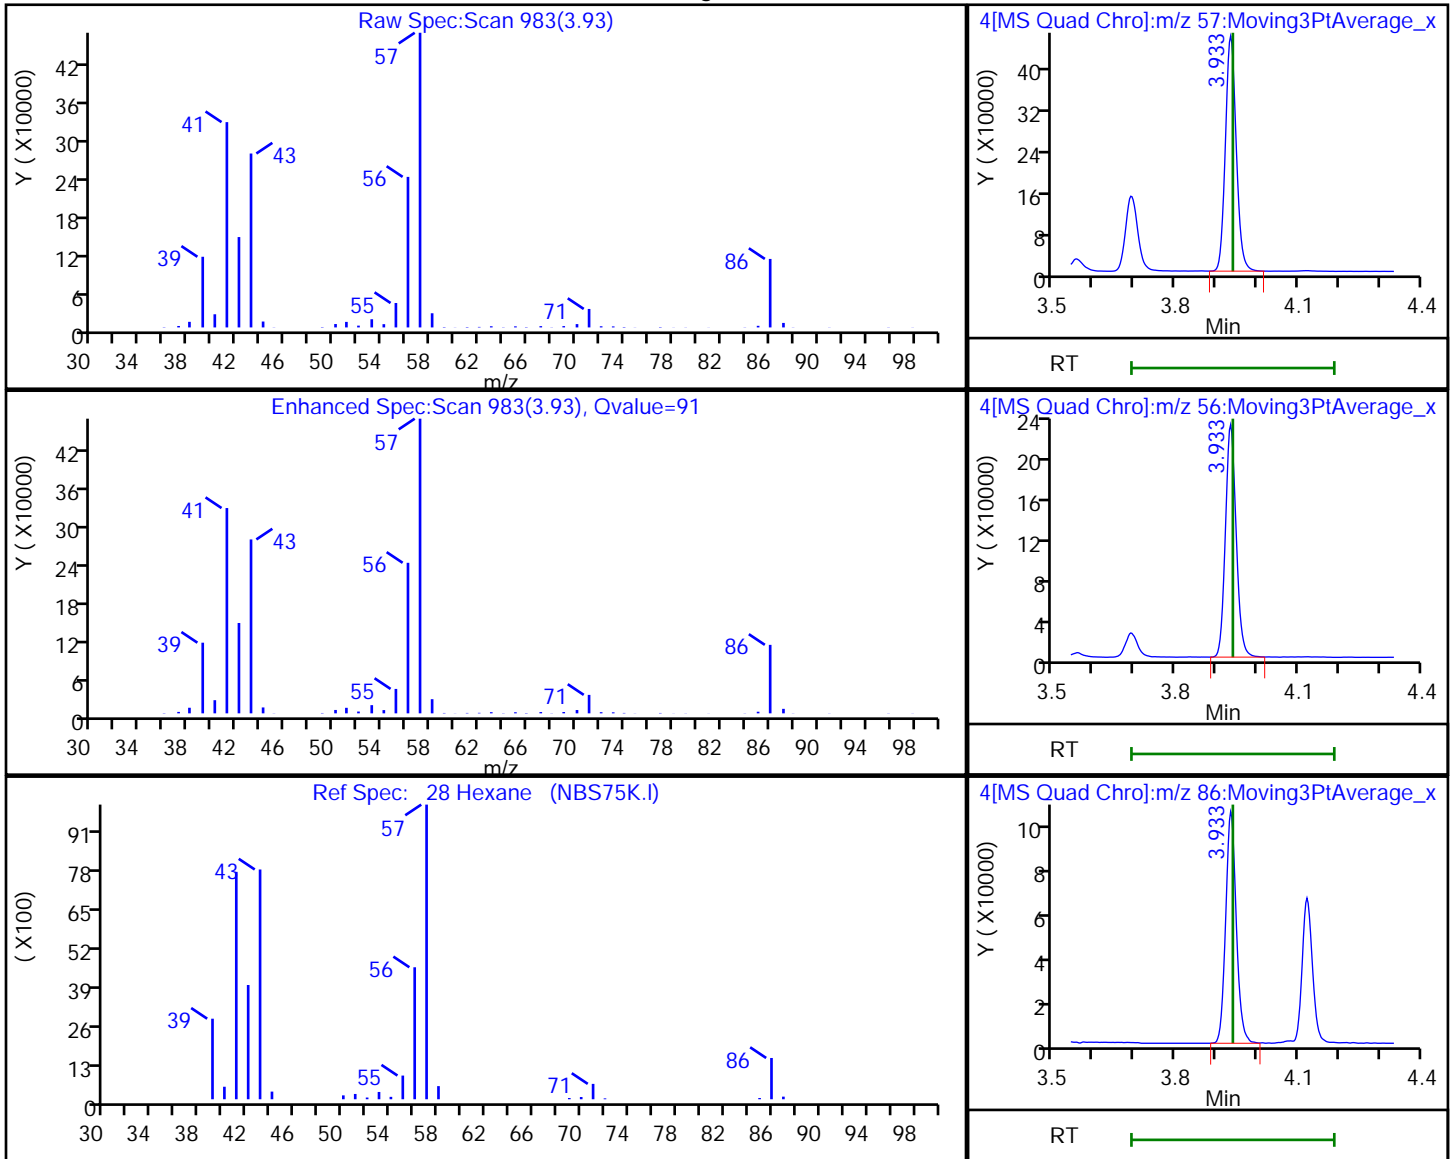 Raw Spec:Scan 983(3.93)
Y ( X10000)
42
36
30
24
18
12
6
0
57
41
43
56
39
55
71
86
30 34 38 42 46 50 54 58 62 66 70 74 78 82 86 90 94 98
m/z
4[MS Quad Chro]:m/z 57:Moving3PtAverage_x
Y ( X10000)
40
32
24
16
8
0
3.933
3.5 3.8 4.1 4.4
Min
RT
Enhanced Spec:Scan 983(3.93), Qvalue=91
Y ( X10000)
42
36
30
24
18
12
6
0
57
41
43
56
39
55
71
86
30 34 38 42 46 50 54 58 62 66 70 74 78 82 86 90 94 98
m/z
4[MS Quad Chro]:m/z 56:Moving3PtAverage_x
Y ( X10000)
24
20
16
12
8
4
0
3.933
3.5 3.8 4.1 4.4
Min
RT
Ref Spec: 28 Hexane (NBS75K.l)
( X100)
91
78
65
52
39
26
13
0
57
43
56
39
55
71
86
30 34 38 42 46 50 54 58 62 66 70 74 78 82 86 90 94 98
4[MS Quad Chro]:m/z 86:Moving3PtAverage_x
Y ( X10000)
10
8
6
4
2
0
3.933
3.5 3.8 4.1 4.4
Min
RT